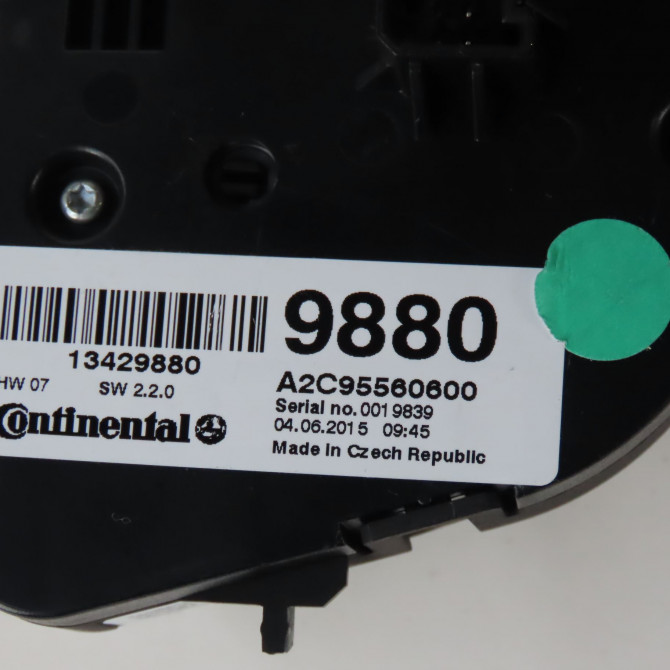 9880
13429880
HW 07 SW 2.2.0
A2C95560600
Serial no. 0019839
04.06.2015 09:45
Made in Czech Republic
Continental